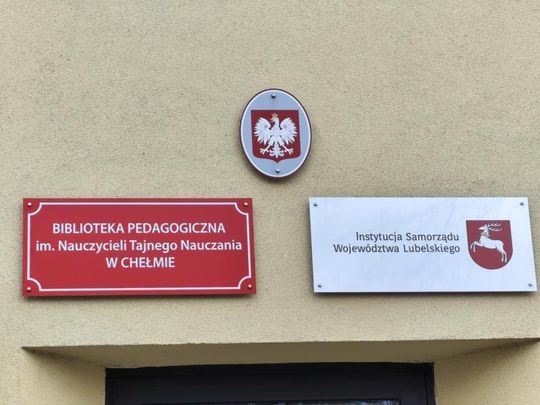 BIBLIOTEKA PEDAGOGICZNA
im. Nauczycieli Tajnego Nauczania
W CHEŁMIE
Instytucja Samorządu
Województwa Lubelskiego